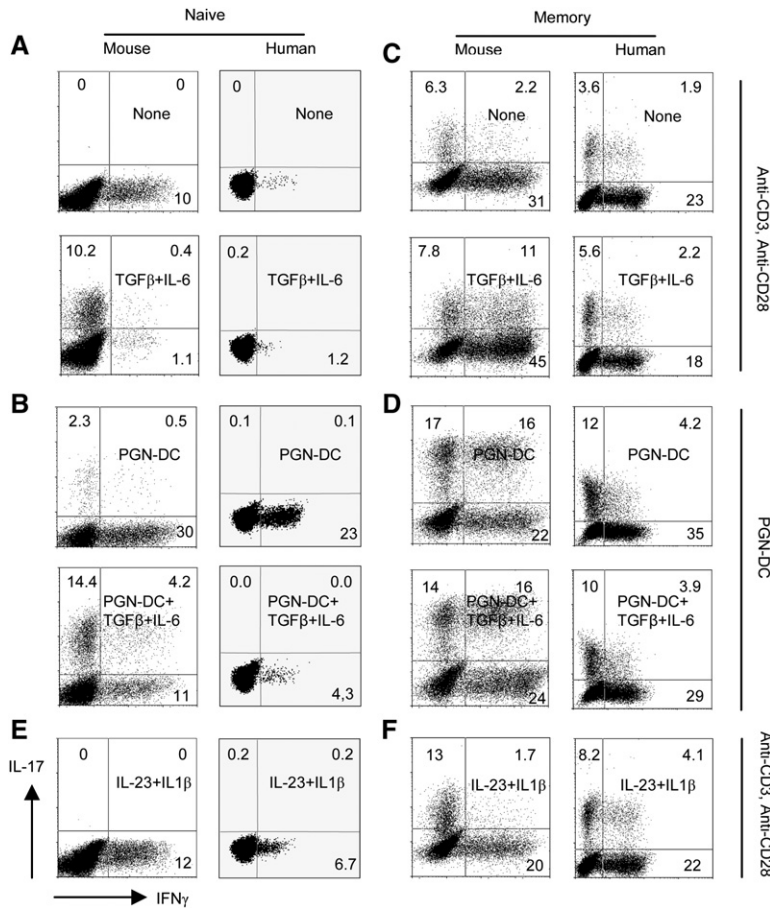 Naive
Memory
A
Mouse
Human
C
Mouse
Human
0 0
None
10
0
None
6.3 2.2
None
31
3.6 1.9
None
23
10.2 0.4
TGFβ+IL-6
1.1
0.2
TGFβ+IL-6
1.2
7.8 11
TGFβ+IL-6
45
5.6 2.2
TGFβ+IL-6
18
Anti-CD3, Anti-CD28
B
2.3 0.5
PGN-DC
30
0.1 0.1
PGN-DC
23
D
17 16
PGN-DC
22
12 4.2
PGN-DC
35
14.4 4.2
PGN-DC+
TGFβ+IL-6
11
0.0 0.0
PGN-DC+
TGFβ+IL-6
4,3
14 16
PGN-DC+
TGFβ+IL-6
24
10 3.9
PGN-DC+
TGFβ+IL-6
29
PGN-DC
E
0 0
IL-23+IL1β
12
0.2 0.2
IL-23+IL1β
6.7
F
13 1.7
IL-23+IL1β
20
8.2 4.1
IL-23+IL1β
22
Anti-CD3, Anti-CD28
IL-17
IFNγ